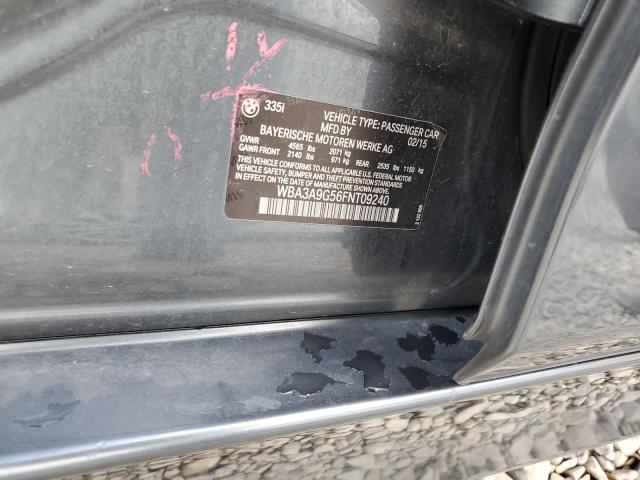 335i
VEHICLE TYPE: PASSENGER CAR
MFD BY 02/15
BAYERISCHE MOTOREN WERKE AG
GVWR 4565 lbs 2071 kg
GAWR FRONT 2140 lbs 971 kg REAR 2535 lbs 1150 kg
THIS VEHICLE CONFORMS TO ALL APPLICABLE U.S. FEDERAL MOTOR
VEHICLE SAFETY, BUMPER, AND THEFT PREVENTION STANDARDS
IN EFFECT ON THE DATE OF MANUFACTURE SHOWN ABOVE.
WBA3A9G56FNT09240